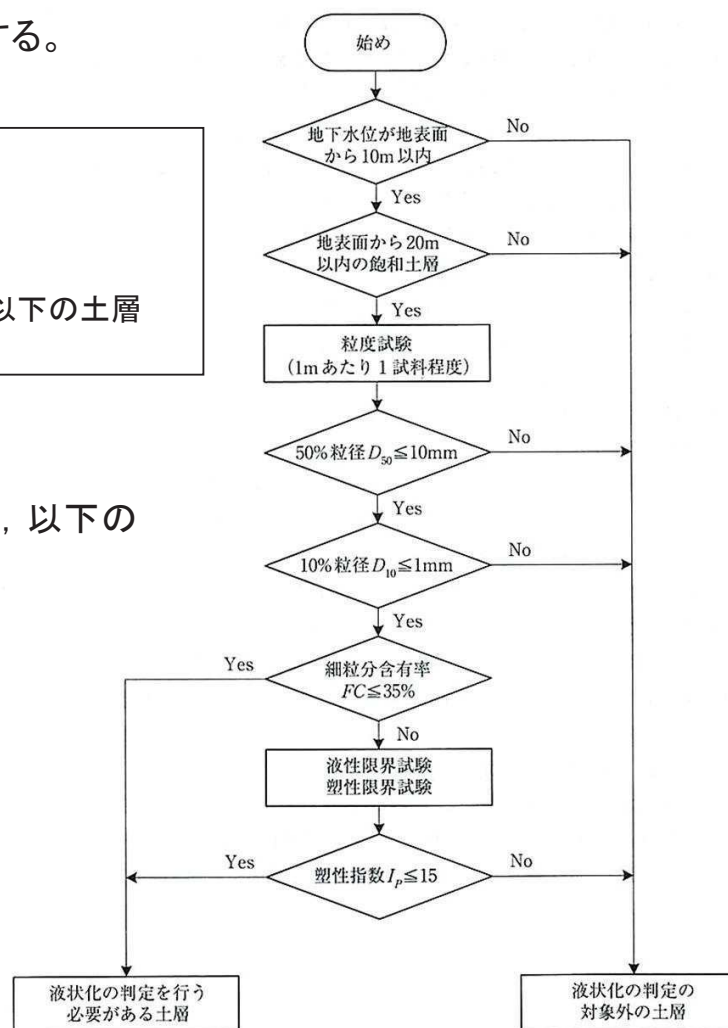 する。
以下の土層
, 以下の
始め
地下水位が地表面
から10m以内
No
Yes
地表面から20m
以内の飽和土層
No
Yes
粒度試験
(1mあたり1試料程度)
50%粒径D50≦10mm
No
Yes
10%粒径D10≦1mm
No
Yes
細粒分含有率
FC≦35%
Yes
No
液性限界試験
塑性限界試験
塑性指数IP≦15
Yes
No
液状化の判定を行う
必要がある土層
液状化の判定の
対象外の土層